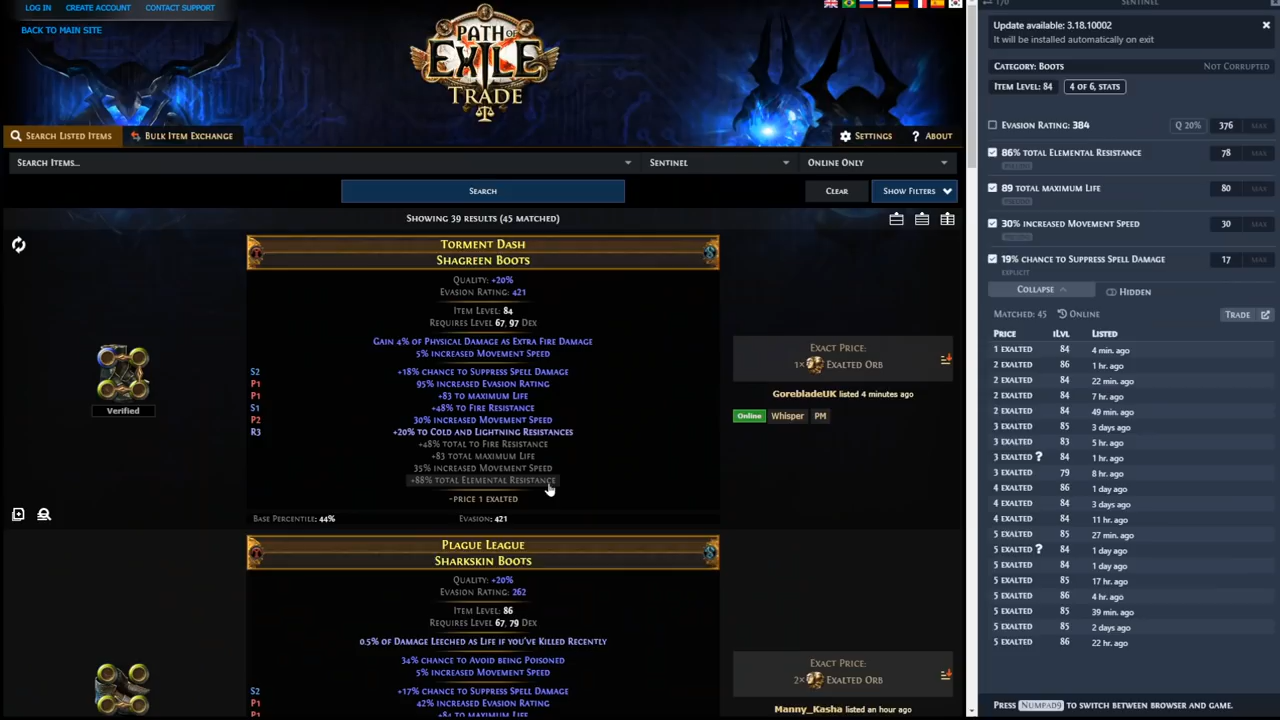 LOG IN CREATE ACCOUNT CONTACT SUPPORT
BACK TO MAIN SITE
PATH OF
EXILE
TRADE
Search Listed Items
Bulk Item Exchange
Settings
? About
Search Items...
Sentinel
Online Only
Search
Clear
Show Filters
Showing 39 results (45 matched)
Torment Dash
Shagreen Boots
Quality: +20%
Evasion Rating: 421
Item Level: 84
Requires Level 67, 97 Dex
Gain 4% of Physical Damage as Extra Fire Damage
5% increased Movement Speed
S2 +18% chance to Suppress Spell Damage
P1 95% increased Evasion Rating
P1 +83 to maximum Life
S1 +48% to Fire Resistance
P2 30% increased Movement Speed
R3 +20% to Cold and Lightning Resistances
+48% total to Fire Resistance
+83 total maximum Life
35% increased Movement Speed
+88% total Elemental Resistance
~price 1 exalted
Base Percentile: 44% Evasion: 421
Verified
Exact Price:
1× Exalted Orb
GorebladeUK listed 4 minutes ago
Online Whisper PM
Plague League
Sharkskin Boots
Quality: +20%
Evasion Rating: 262
Item Level: 86
Requires Level 67, 79 Dex
0.5% of Damage Leeched as Life if you've Killed Recently
34% chance to Avoid being Poisoned
5% increased Movement Speed
S2 +17% chance to Suppress Spell Damage
P1 42% increased Evasion Rating
P1 +84 to maximum Life
Exact Price:
2× Exalted Orb
Manny_Kasha listed an hour ago
1/0 Sentinel
Update available: 3.18.10002
It will be installed automatically on exit
Category: Boots Not Corrupted
Item Level: 84 4 of 6, stats
Evasion Rating: 384 Q 20% 376 max
86% total Elemental Resistance 78 max
pseudo
89 total maximum Life 80 max
pseudo
30% increased Movement Speed 30 max
pseudo
19% chance to Suppress Spell Damage 17 max
explicit
Collapse Hidden
Matched: 45 Online Trade
Price iLvl Listed
1 exalted 84 4 min. ago
2 exalted 86 1 hr. ago
2 exalted 84 22 min. ago
2 exalted 84 7 hr. ago
2 exalted 84 49 min. ago
3 exalted 85 3 days ago
3 exalted 83 5 hr. ago
3 exalted ? 84 1 hr. ago
3 exalted 79 8 hr. ago
4 exalted 86 1 day ago
4 exalted 84 3 days ago
4 exalted 84 11 hr. ago
5 exalted 85 27 min. ago
5 exalted ? 84 1 day ago
5 exalted 84 1 day ago
5 exalted 85 17 hr. ago
5 exalted 86 4 hr. ago
5 exalted 85 39 min. ago
5 exalted 85 2 days ago
5 exalted 86 22 hr. ago
Press Numpad9 to switch between browser and game.